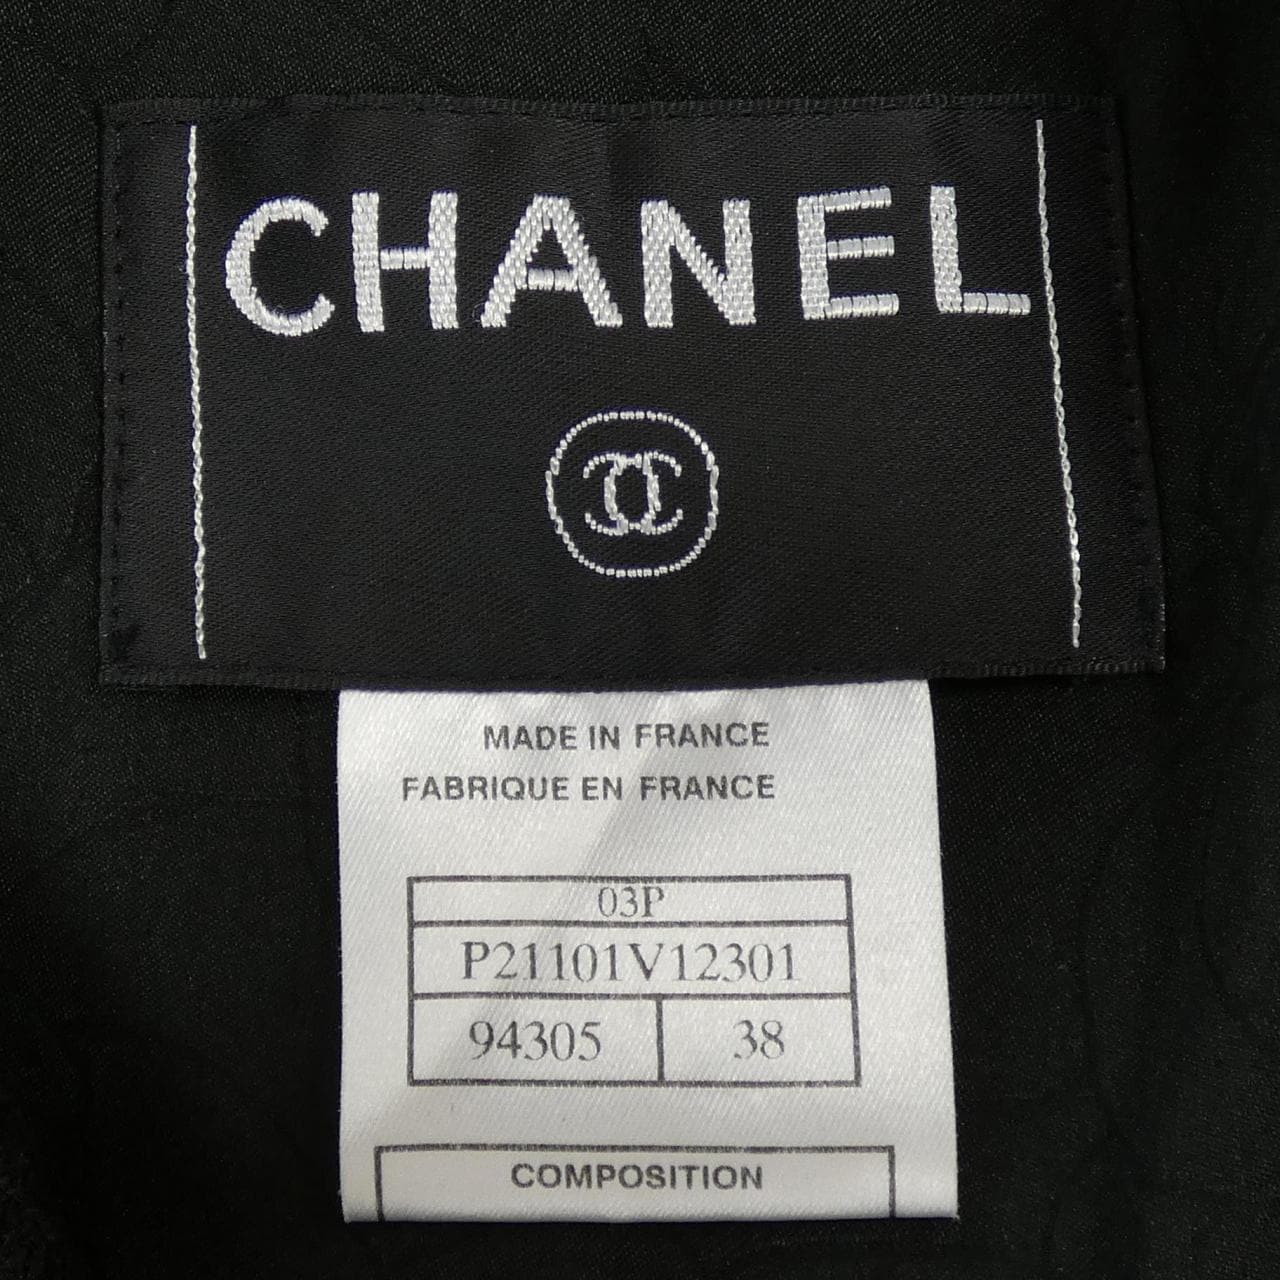 CHANEL
MADE IN FRANCE
FABRIQUE EN FRANCE
03P
P21101V12301
94305 38
COMPOSITION